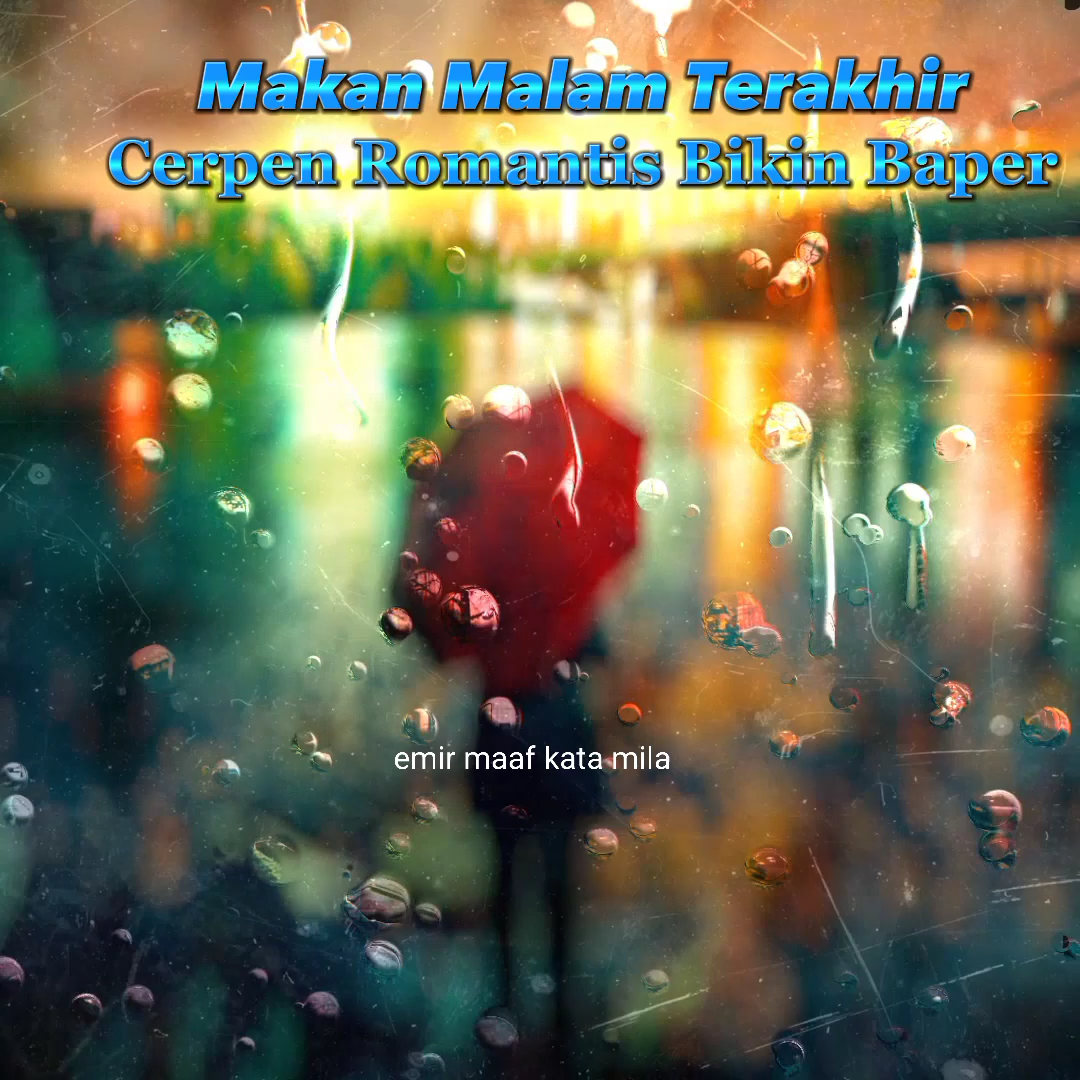 Makan Malam Terakhir
Cerpen Romantis Bikin Baper
emir maaf kata mila